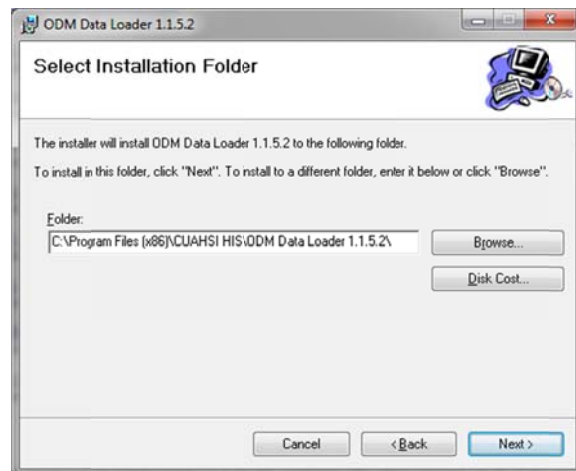 ODM Data Loader 1.1.5.2
Select Installation Folder
The installer will install ODM Data Loader 1.1.5.2 to the following folder.
To install in this folder, click "Next". To install to a different folder, enter it below or click "Browse".
Folder:
C:\Program Files (x86)\CUAHSI HIS\ODM Data Loader 1.1.5.2\
Browse...
Disk Cost...
Cancel
< Back
Next >